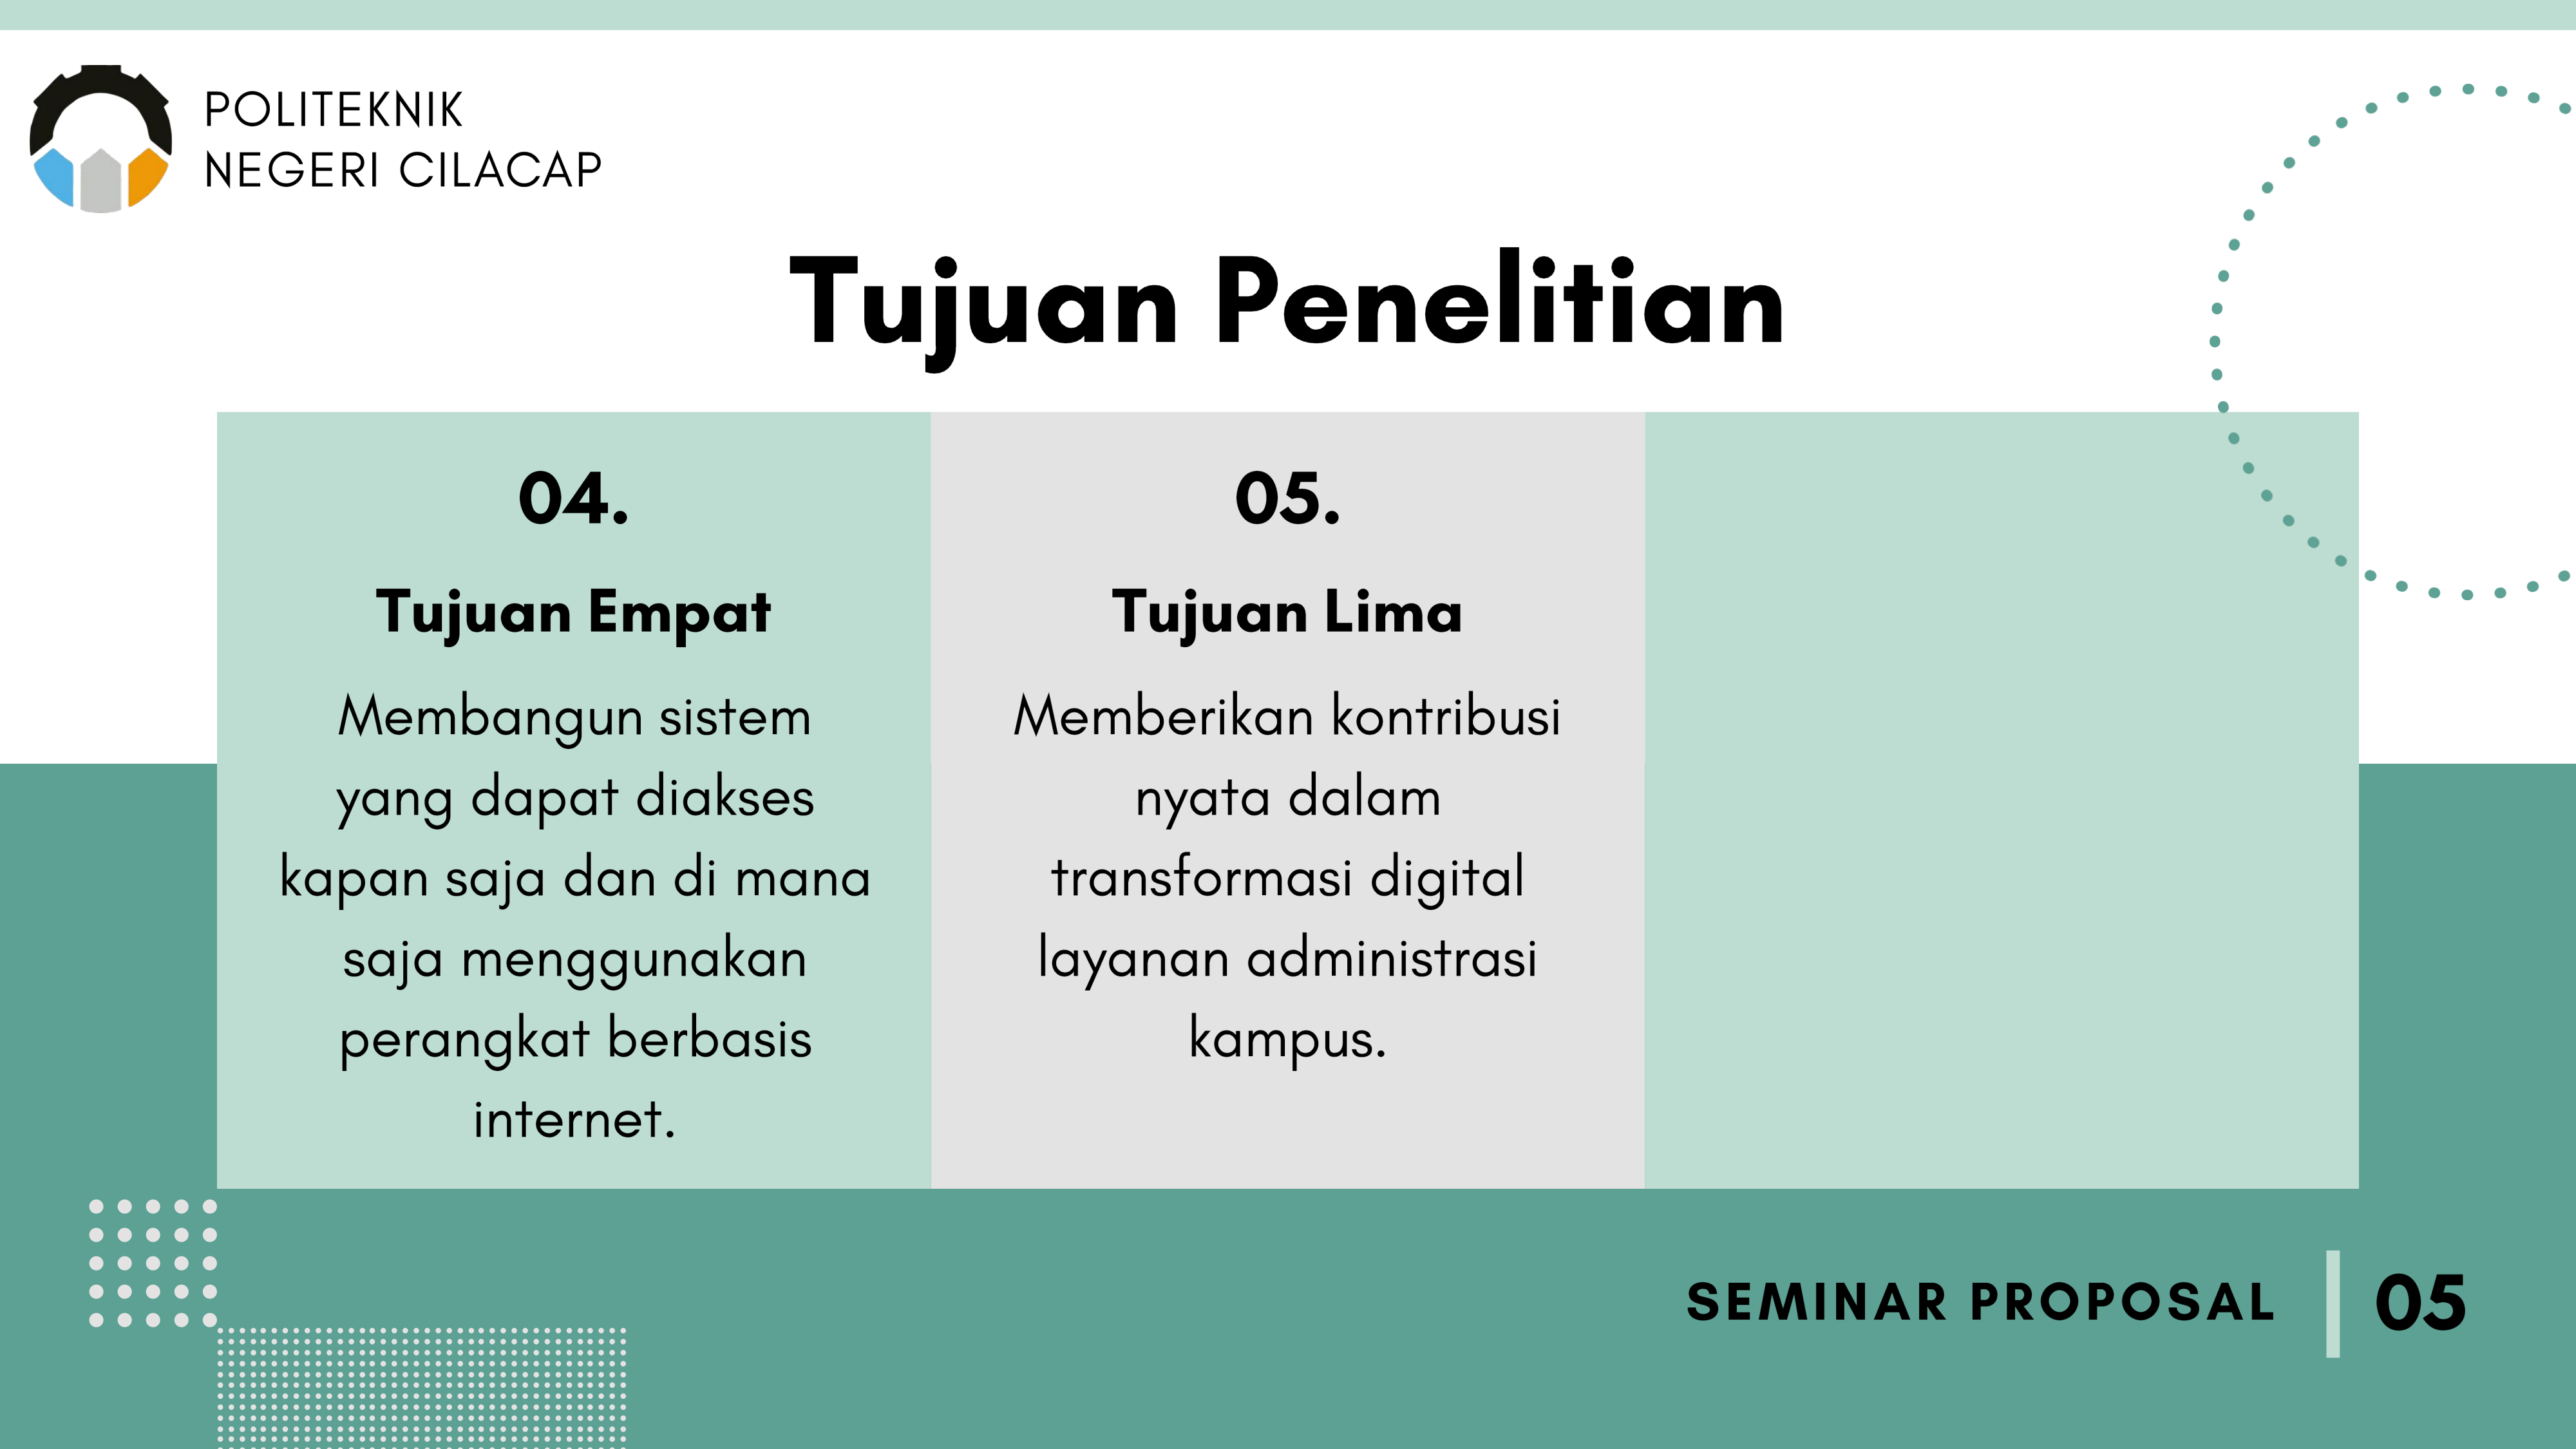 POLITEKNIK
NEGERI CILACAP
Tujuan Penelitian
04.
Tujuan Empat
Membangun sistem
yang dapat diakses
kapan saja dan di mana
saja menggunakan
perangkat berbasis
internet.
05.
Tujuan Lima
Memberikan kontribusi
nyata dalam
transformasi digital
layanan administrasi
kampus.
SEMINAR PROPOSAL
05